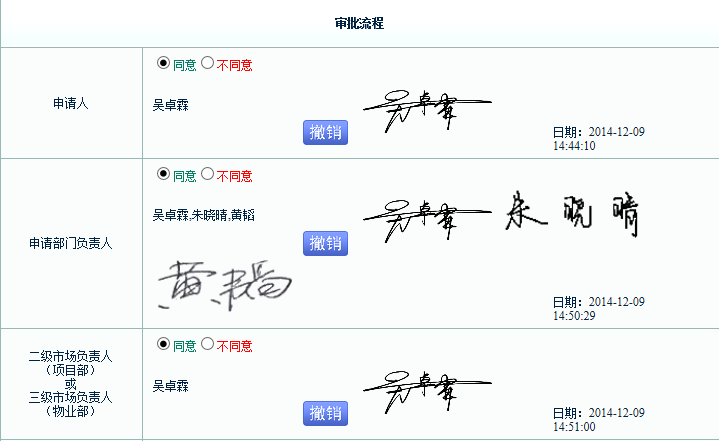 审批流程
申请人
同意 不同意
吴卓霖
撤销
吴卓霖
日期：2014-12-09
14:44:10
申请部门负责人
同意 不同意
吴卓霖,朱晓晴,黄韬
撤销
吴卓霖 朱晓晴
黄韬
日期：2014-12-09
14:50:29
二级市场负责人
（项目部）
或
三级市场负责人
（物业部）
同意 不同意
吴卓霖
撤销
吴卓霖
日期：2014-12-09
14:51:00